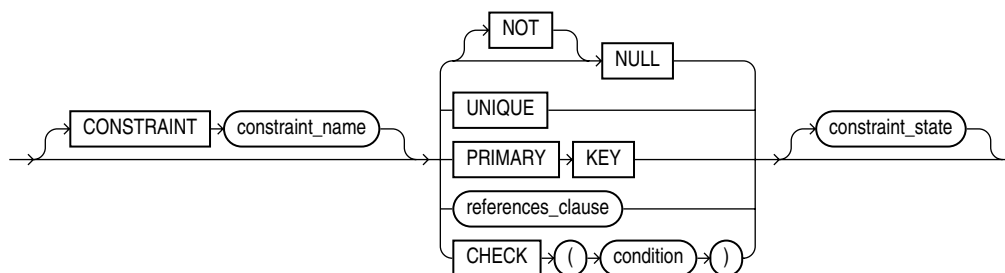 NOT
NULL
UNIQUE
CONSTRAINT constraint_name constraint_state
PRIMARY KEY
references_clause
CHECK ( condition )